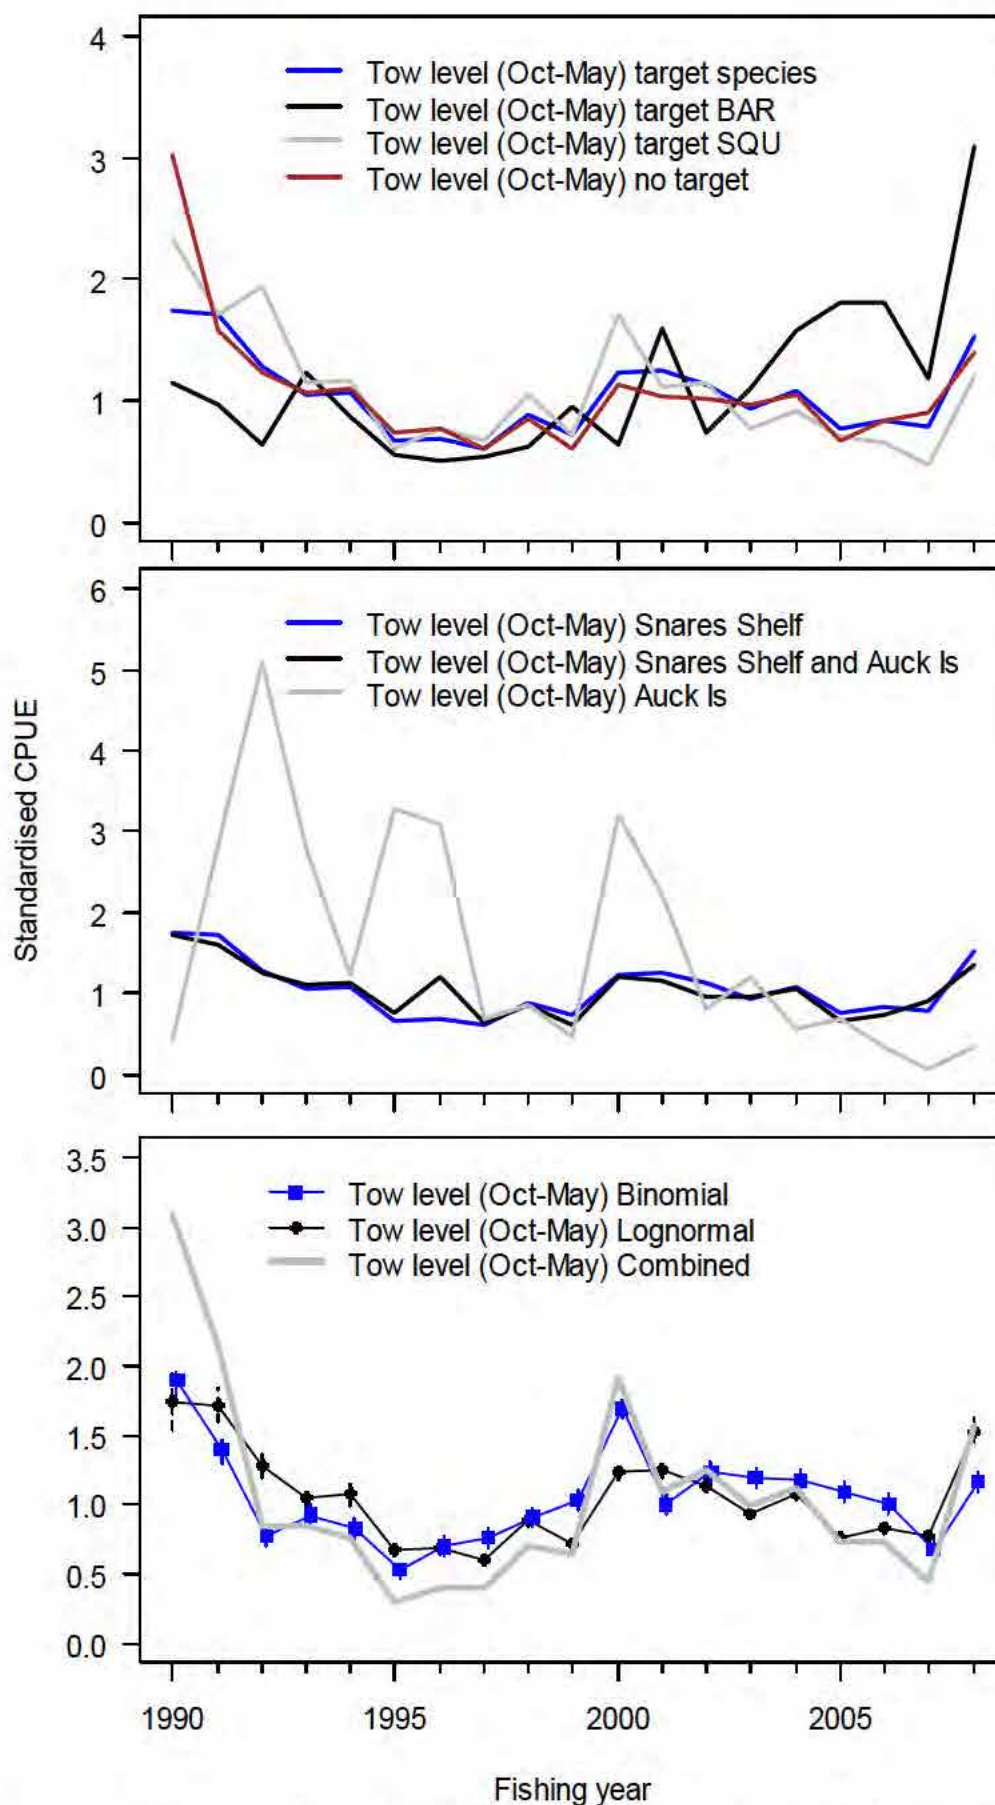 4
3
2
1
0
Tow level (Oct-May) target species
Tow level (Oct-May) target BAR
Tow level (Oct-May) target SQU
Tow level (Oct-May) no target
Standardised CPUE
6
5
4
3
2
1
0
Tow level (Oct-May) Snares Shelf
Tow level (Oct-May) Snares Shelf and Auck Is
Tow level (Oct-May) Auck Is
3.5
3.0
2.5
2.0
1.5
1.0
0.5
0.0
Tow level (Oct-May) Binomial
Tow level (Oct-May) Lognormal
Tow level (Oct-May) Combined
1990 1995 2000 2005
Fishing year